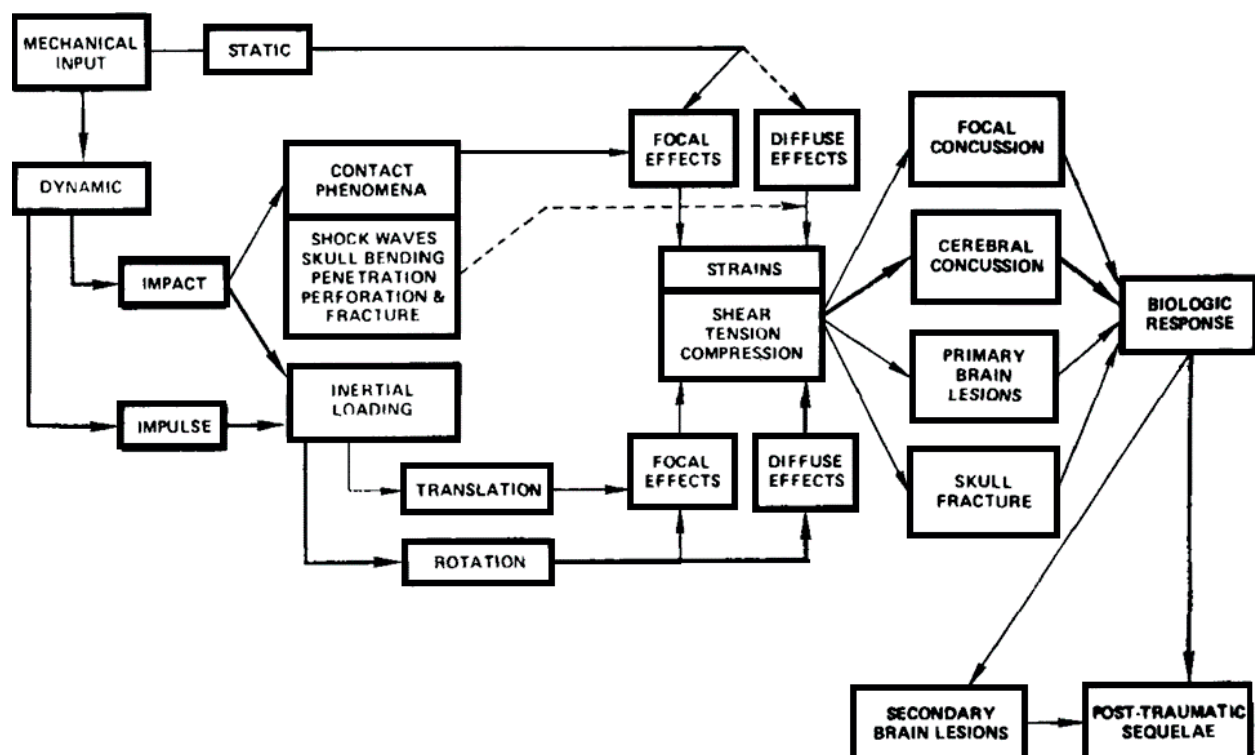 MECHANICAL
INPUT
STATIC
DYNAMIC
IMPACT
IMPULSE
CONTACT
PHENOMENA
SHOCK WAVES
SKULL BENDING
PENETRATION
PERFORATION &
FRACTURE
INERTIAL
LOADING
TRANSLATION
ROTATION
FOCAL
EFFECTS
DIFFUSE
EFFECTS
STRAINS
SHEAR
TENSION
COMPRESSION
FOCAL
EFFECTS
DIFFUSE
EFFECTS
FOCAL
CONCUSSION
CEREBRAL
CONCUSSION
PRIMARY
BRAIN
LESIONS
SKULL
FRACTURE
BIOLOGIC
RESPONSE
SECONDARY
BRAIN LESIONS
POST-TRAUMATIC
SEQUELAE